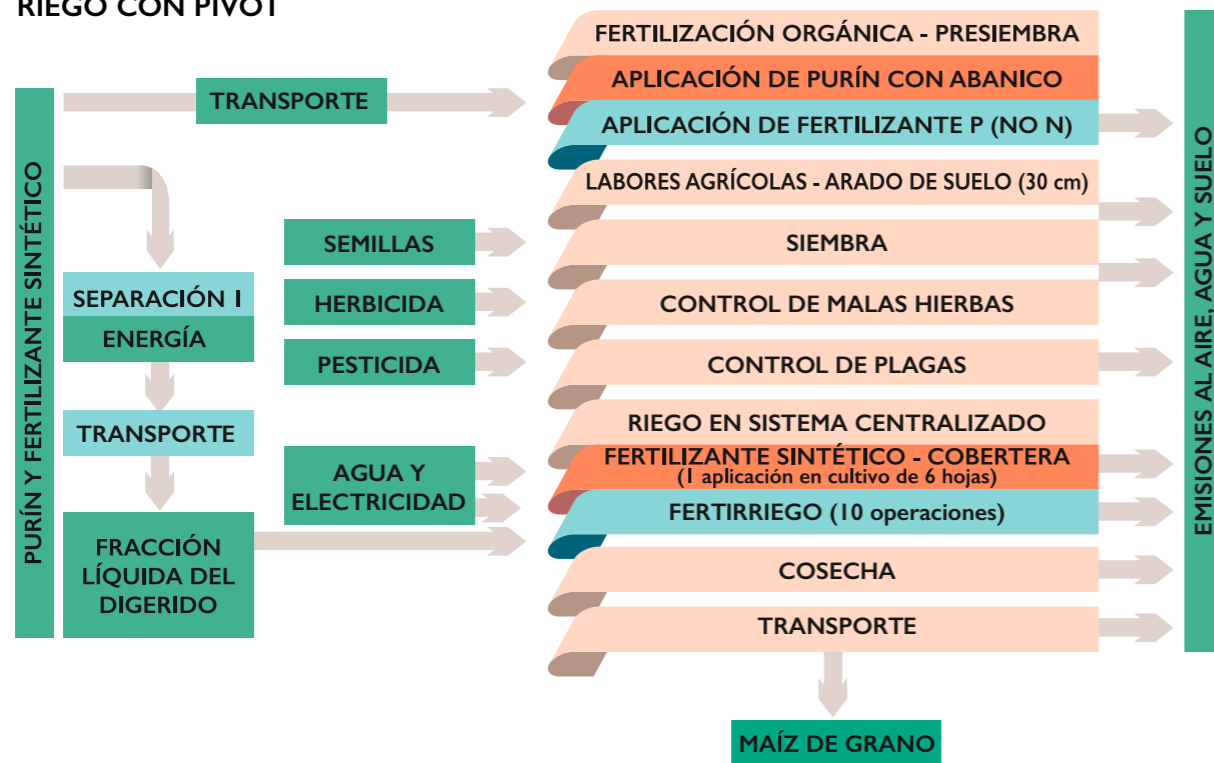 RIEGO CON PIVOT
PURÍN Y FERTILIZANTE SINTÉTICO
TRANSPORTE
SEPARACIÓN I
ENERGÍA
TRANSPORTE
FRACCIÓN
LÍQUIDA DEL
DIGERIDO
SEMILLAS
HERBICIDA
PESTICIDA
AGUA Y
ELECTRICIDAD
FERTILIZACIÓN ORGÁNICA - PRESIEMBRA
APLICACIÓN DE PURÍN CON ABANICO
APLICACIÓN DE FERTILIZANTE P (NO N)
LABORES AGRÍCOLAS - ARADO DE SUELO (30 cm)
SIEMBRA
CONTROL DE MALAS HIERBAS
CONTROL DE PLAGAS
RIEGO EN SISTEMA CENTRALIZADO
FERTILIZANTE SINTÉTICO - COBERTERA
(1 aplicación en cultivo de 6 hojas)
FERTIRRIEGO (10 operaciones)
COSECHA
TRANSPORTE
MAÍZ DE GRANO
EMISIONES AL AIRE, AGUA Y SUELO